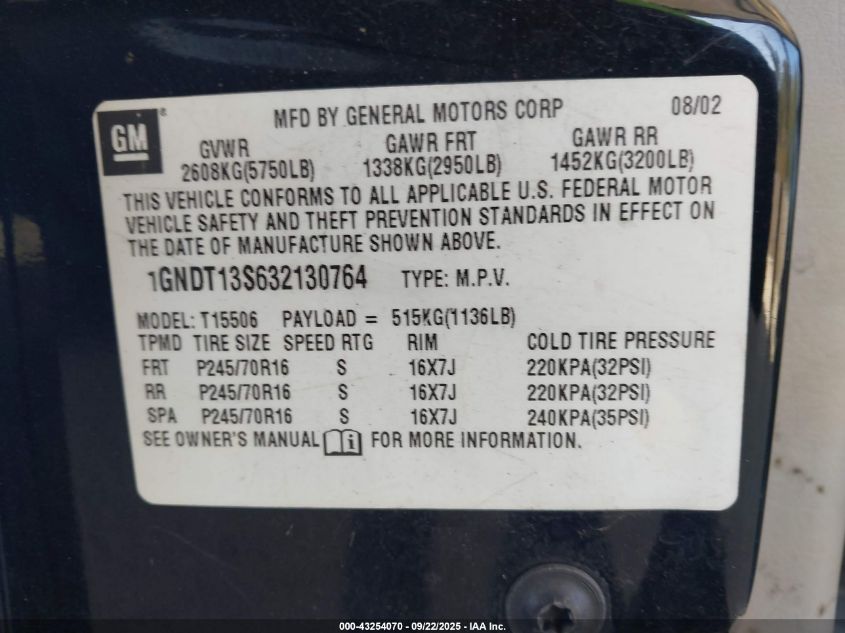 GM ®
MFD BY GENERAL MOTORS CORP 08/02
GVWR GAWR FRT GAWR RR
2608KG(5750LB) 1338KG(2950LB) 1452KG(3200LB)
THIS VEHICLE CONFORMS TO ALL APPLICABLE U.S. FEDERAL MOTOR
VEHICLE SAFETY AND THEFT PREVENTION STANDARDS IN EFFECT ON
THE DATE OF MANUFACTURE SHOWN ABOVE.
1GNDT13S632130764 TYPE: M.P.V.
MODEL: T15506 PAYLOAD = 515KG(1136LB)
TPMD TIRE SIZE SPEED RTG RIM COLD TIRE PRESSURE
FRT P245/70R16 S 16X7J 220KPA(32PSI)
RR P245/70R16 S 16X7J 220KPA(32PSI)
SPA P245/70R16 S 16X7J 240KPA(35PSI)
SEE OWNER'S MANUAL i FOR MORE INFORMATION.
000-43254070 - 09/22/2025 - IAA Inc.